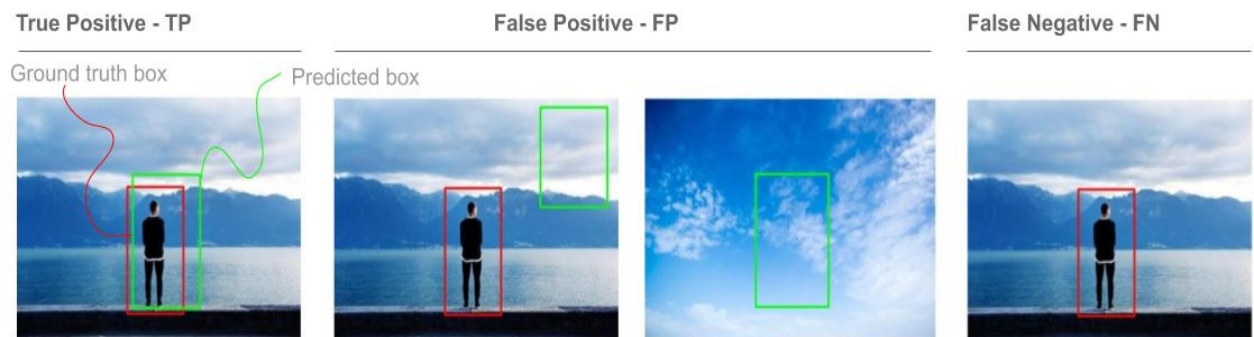 True Positive - TP
False Positive - FP
False Negative - FN
Ground truth box
Predicted box